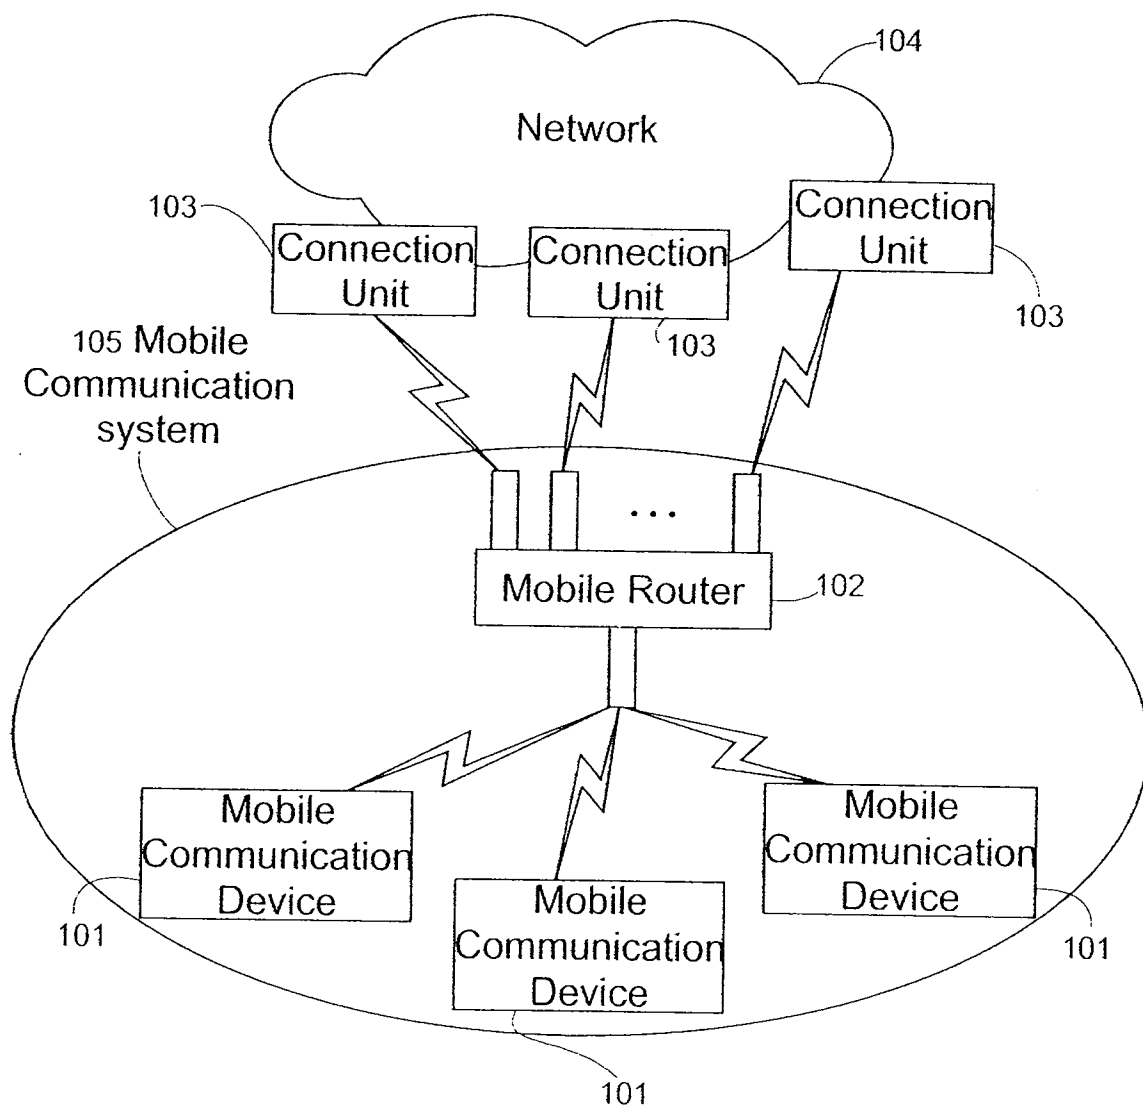 104
Network
103
Connection
Unit
Connection
Unit
103
Connection
Unit
103
105 Mobile
Communication
system
...
Mobile Router
102
Mobile
Communication
Device
101
Mobile
Communication
Device
101
Mobile
Communication
Device
101